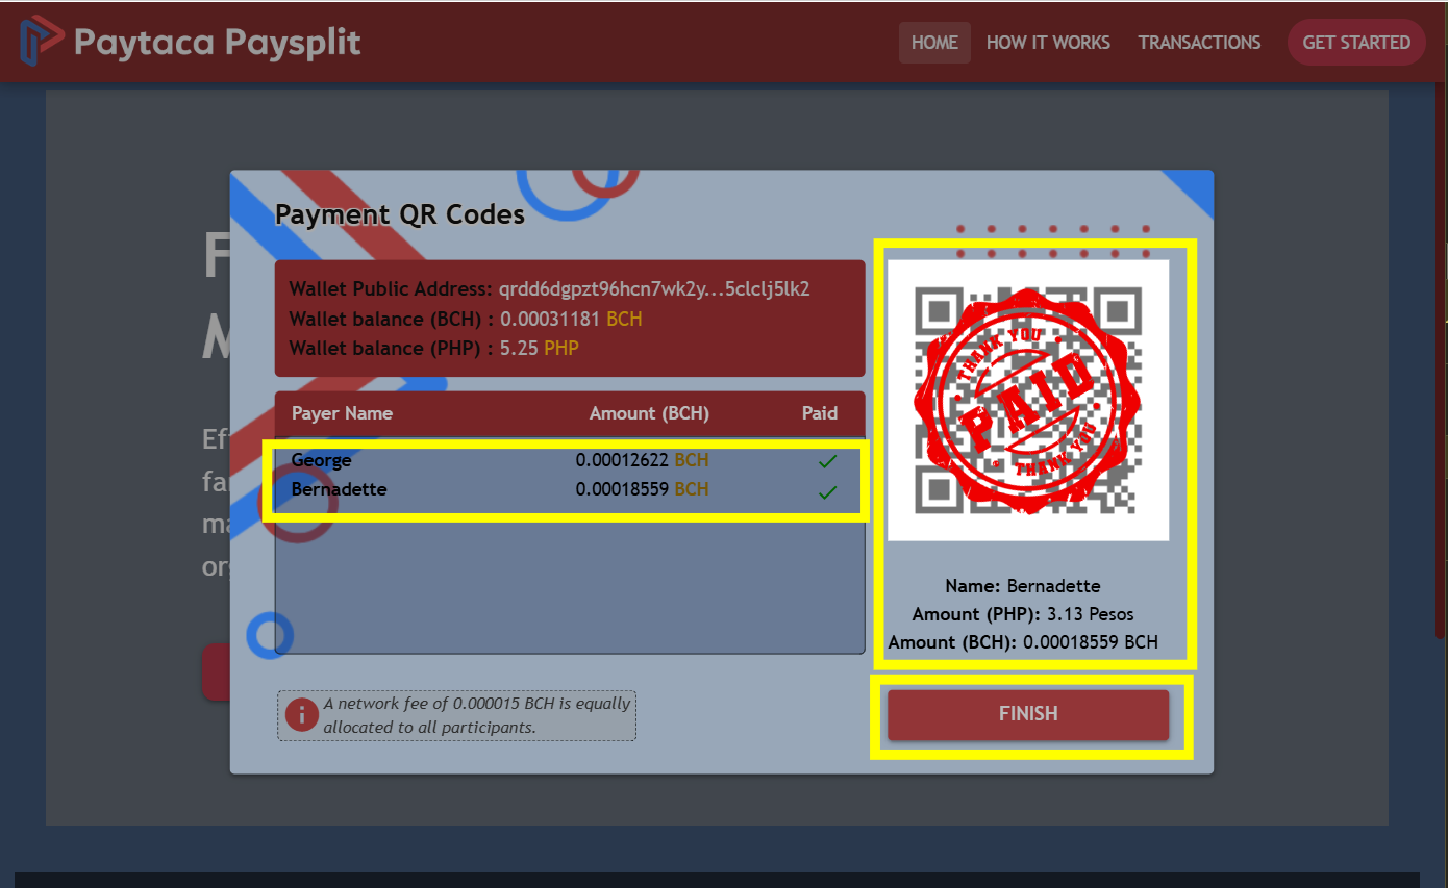 Paytaca Paysplit
HOME
HOW IT WORKS
TRANSACTIONS
GET STARTED
Payment QR Codes
Wallet Public Address: qrdd6dgpzt96hcn7wk2y...5clclj5lk2
Wallet balance (BCH) : 0.00031181 BCH
Wallet balance (PHP) : 5.25 PHP
Payer Name Amount (BCH) Paid
George 0.00012622 BCH
Bernadette 0.00018559 BCH
THANK YOU
PAID
THANK YOU
Name: Bernadette
Amount (PHP): 3.13 Pesos
Amount (BCH): 0.00018559 BCH
A network fee of 0.000015 BCH is equally
allocated to all participants.
FINISH